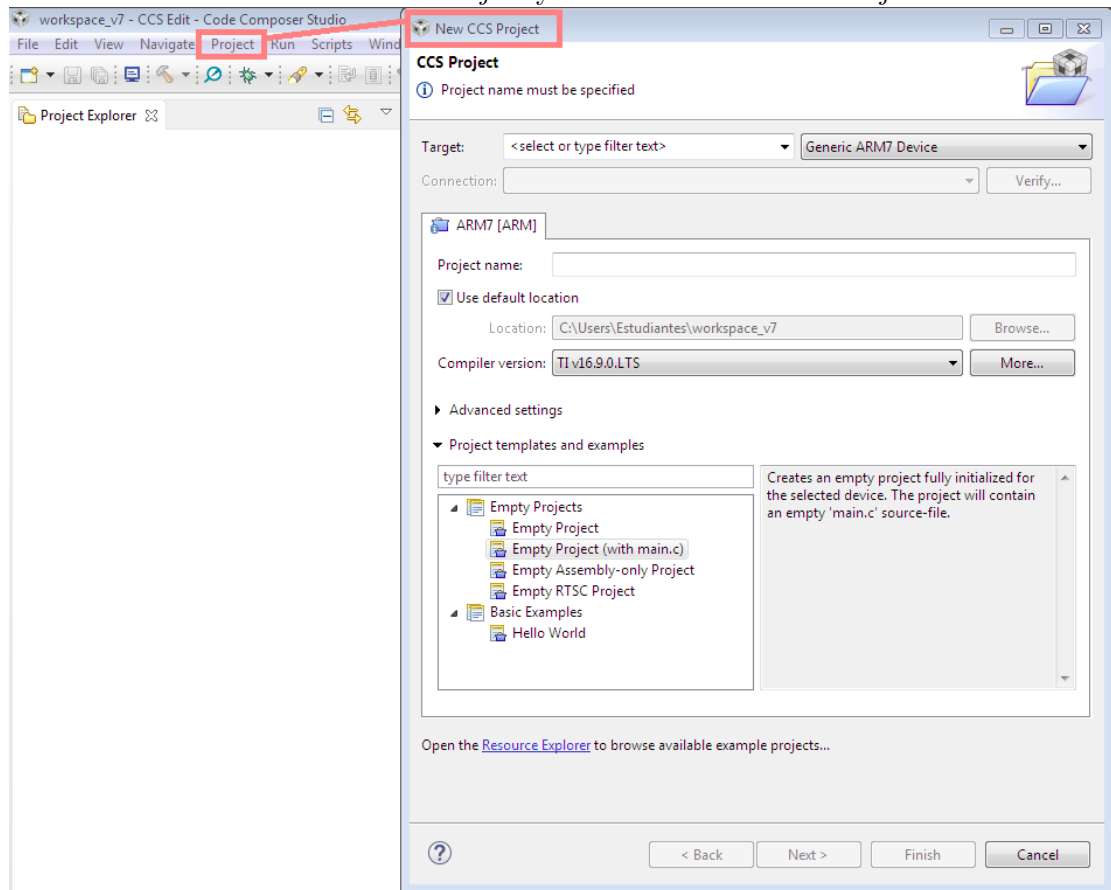 workspace_v7 - CCS Edit - Code Composer Studio
File Edit View Navigate Project Run Scripts Wind
Project Explorer
New CCS Project
CCS Project
Project name must be specified
Target: <select or type filter text> Generic ARM7 Device
Connection: Verify...
ARM7 [ARM]
Project name:
Use default location
Location: C:\Users\Estudiantes\workspace_v7 Browse...
Compiler version: TI v16.9.0.LTS More...
Advanced settings
Project templates and examples
type filter text
Empty Projects
Empty Project
Empty Project (with main.c)
Empty Assembly-only Project
Empty RTSC Project
Basic Examples
Hello World
Creates an empty project fully initialized for
the selected device. The project will contain
an empty 'main.c' source-file.
Open the Resource Explorer to browse available example projects...
< Back Next > Finish Cancel